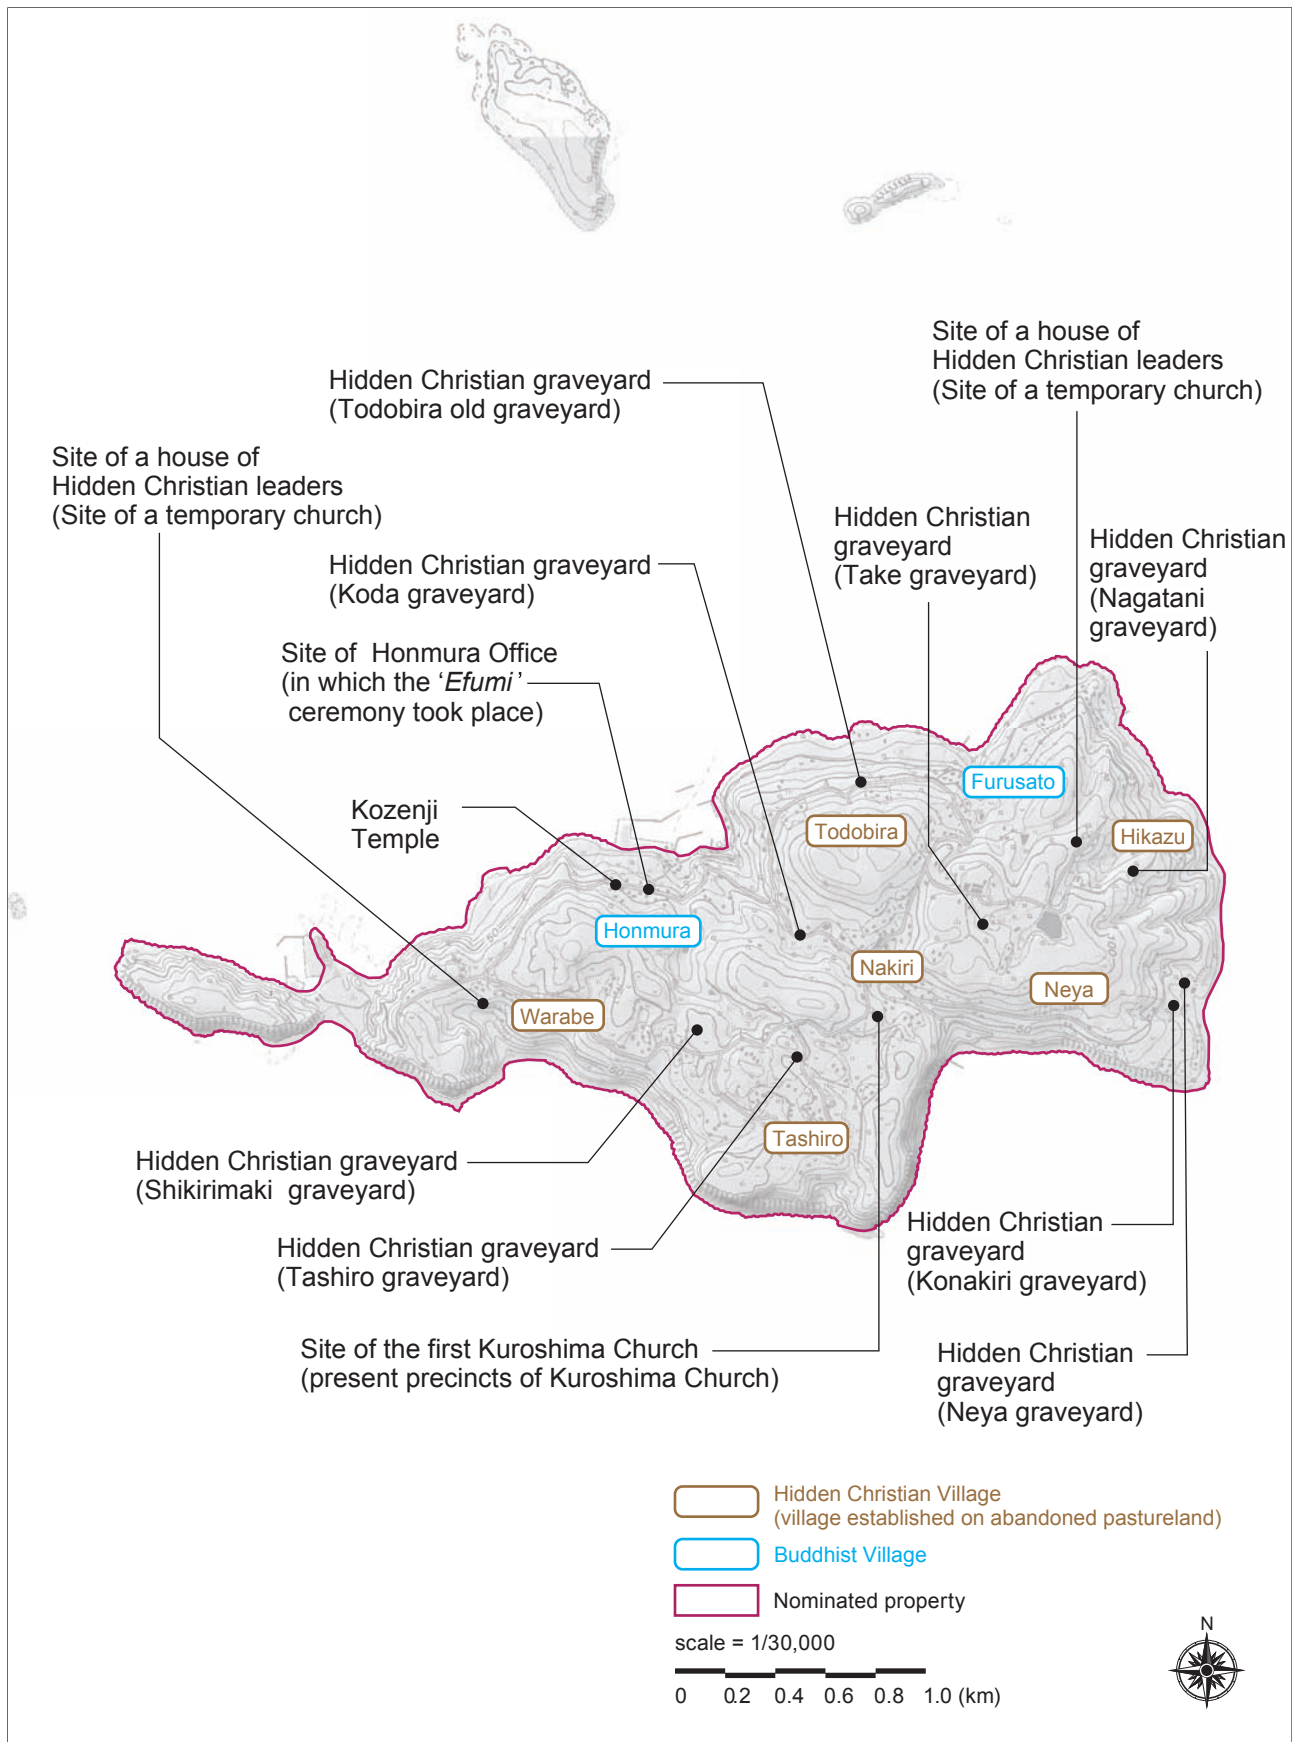 Site of a house of
Hidden Christian leaders
(Site of a temporary church)
Hidden Christian graveyard
(Todobira old graveyard)
Site of a house of
Hidden Christian leaders
(Site of a temporary church)
Hidden Christian
graveyard
(Take graveyard)
Hidden Christian
graveyard
(Nagatani
graveyard)
Hidden Christian graveyard
(Koda graveyard)
Site of Honmura Office
(in which the ‘Efumi’
ceremony took place)
Kozenji
Temple
Furusato
Todobira
Hikazu
Honmura
Nakiri
Neya
Warabe
Tashiro
Hidden Christian graveyard
(Shikirimaki graveyard)
Hidden Christian graveyard
(Tashiro graveyard)
Hidden Christian
graveyard
(Konakiri graveyard)
Site of the first Kuroshima Church
(present precincts of Kuroshima Church)
Hidden Christian
graveyard
(Neya graveyard)
Hidden Christian Village
(village established on abandoned pastureland)
Buddhist Village
Nominated property
scale = 1/30,000
0 0.2 0.4 0.6 0.8 1.0 (km)
N